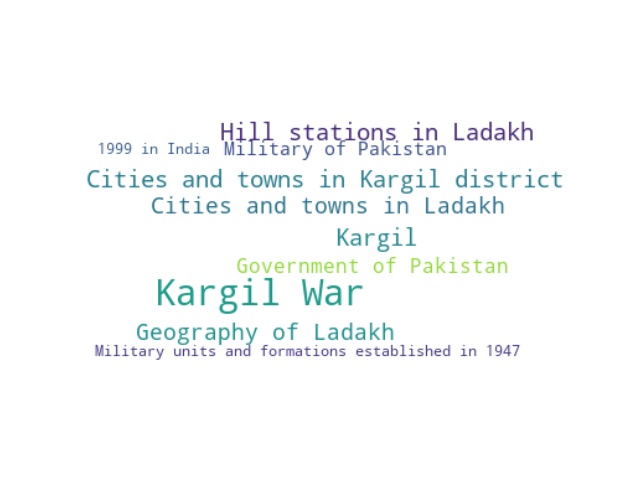 Hill stations in Ladakh
1999 in India Military of Pakistan
Cities and towns in Kargil district
Cities and towns in Ladakh
Kargil
Government of Pakistan
Kargil War
Geography of Ladakh
Military units and formations established in 1947